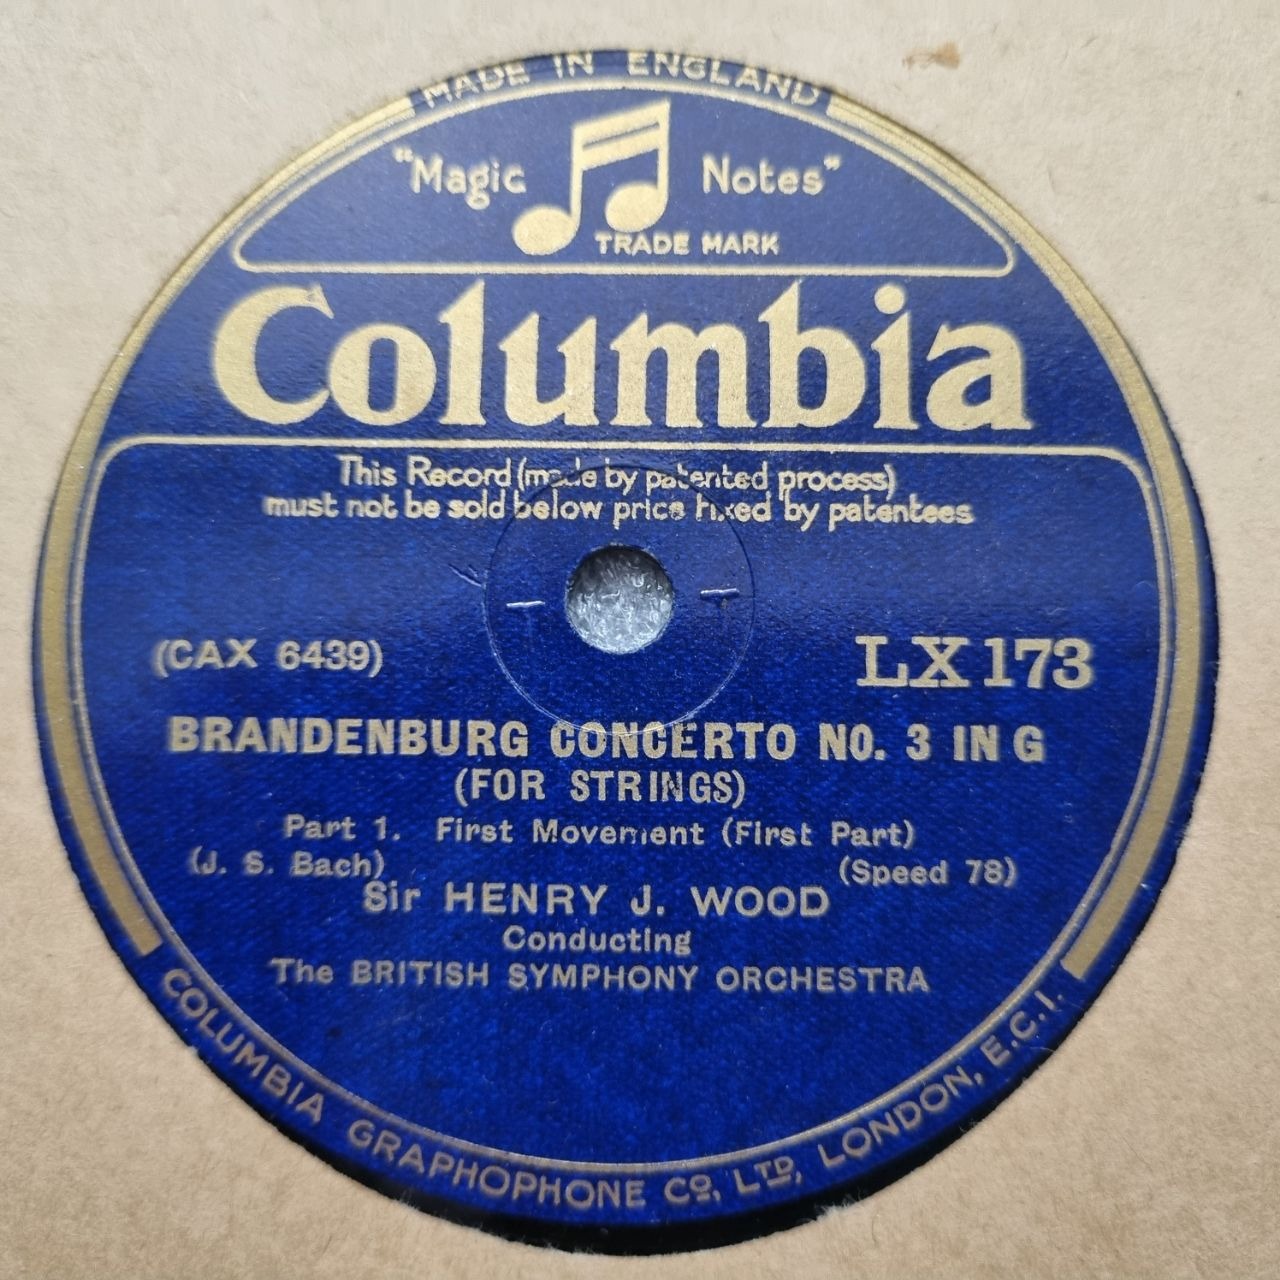 MADE IN ENGLAND
"Magic Notes"
TRADE MARK
Columbia
This Record (made by patented process)
must not be sold below price fixed by patentees
(CAX 6439)
LX 173
BRANDENBURG CONCERTO NO. 3 IN G
(FOR STRINGS)
Part 1. First Movement (First Part)
(J. S. Bach)
(Speed 78)
Sir HENRY J. WOOD
Conducting
The BRITISH SYMPHONY ORCHESTRA
COLUMBIA GRAPHOPHONE CO. LTD, LONDON, E.C.1.